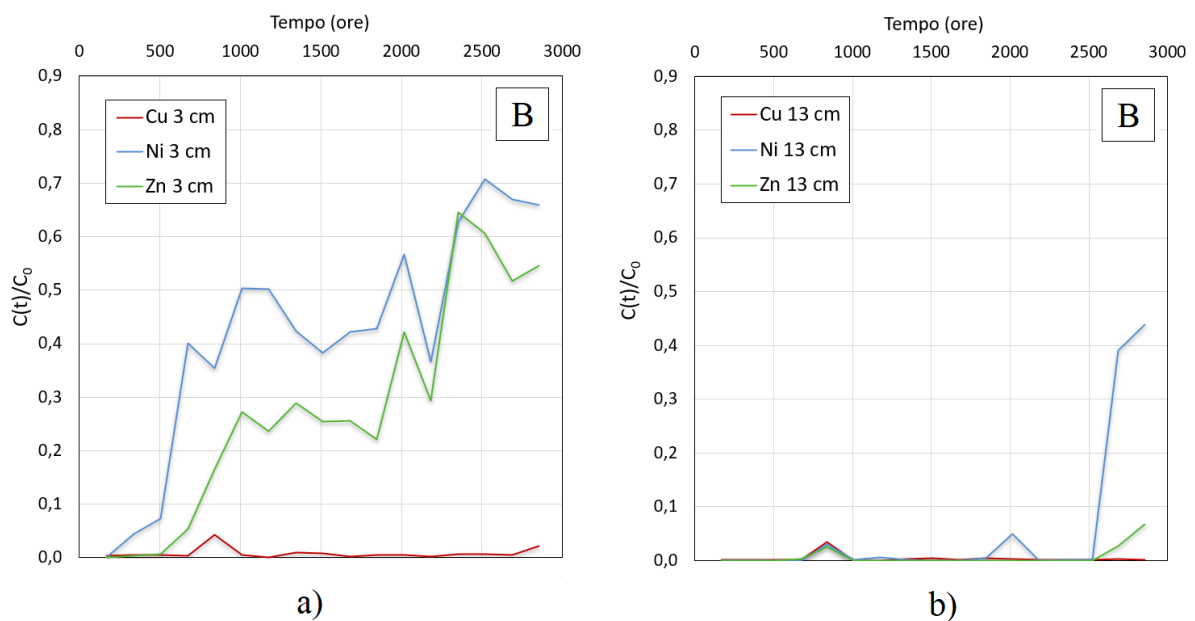 Tempo (ore)
0 500 1000 1500 2000 2500 3000
0,9
0,8
0,7
0,6
0,5
0,4
0,3
0,2
0,1
0,0
C(t)/C₀
Cu 3 cm
Ni 3 cm
Zn 3 cm
B
a)
Tempo (ore)
0 500 1000 1500 2000 2500 3000
0,9
0,8
0,7
0,6
0,5
0,4
0,3
0,2
0,1
0,0
C(t)/C₀
Cu 13 cm
Ni 13 cm
Zn 13 cm
B
b)